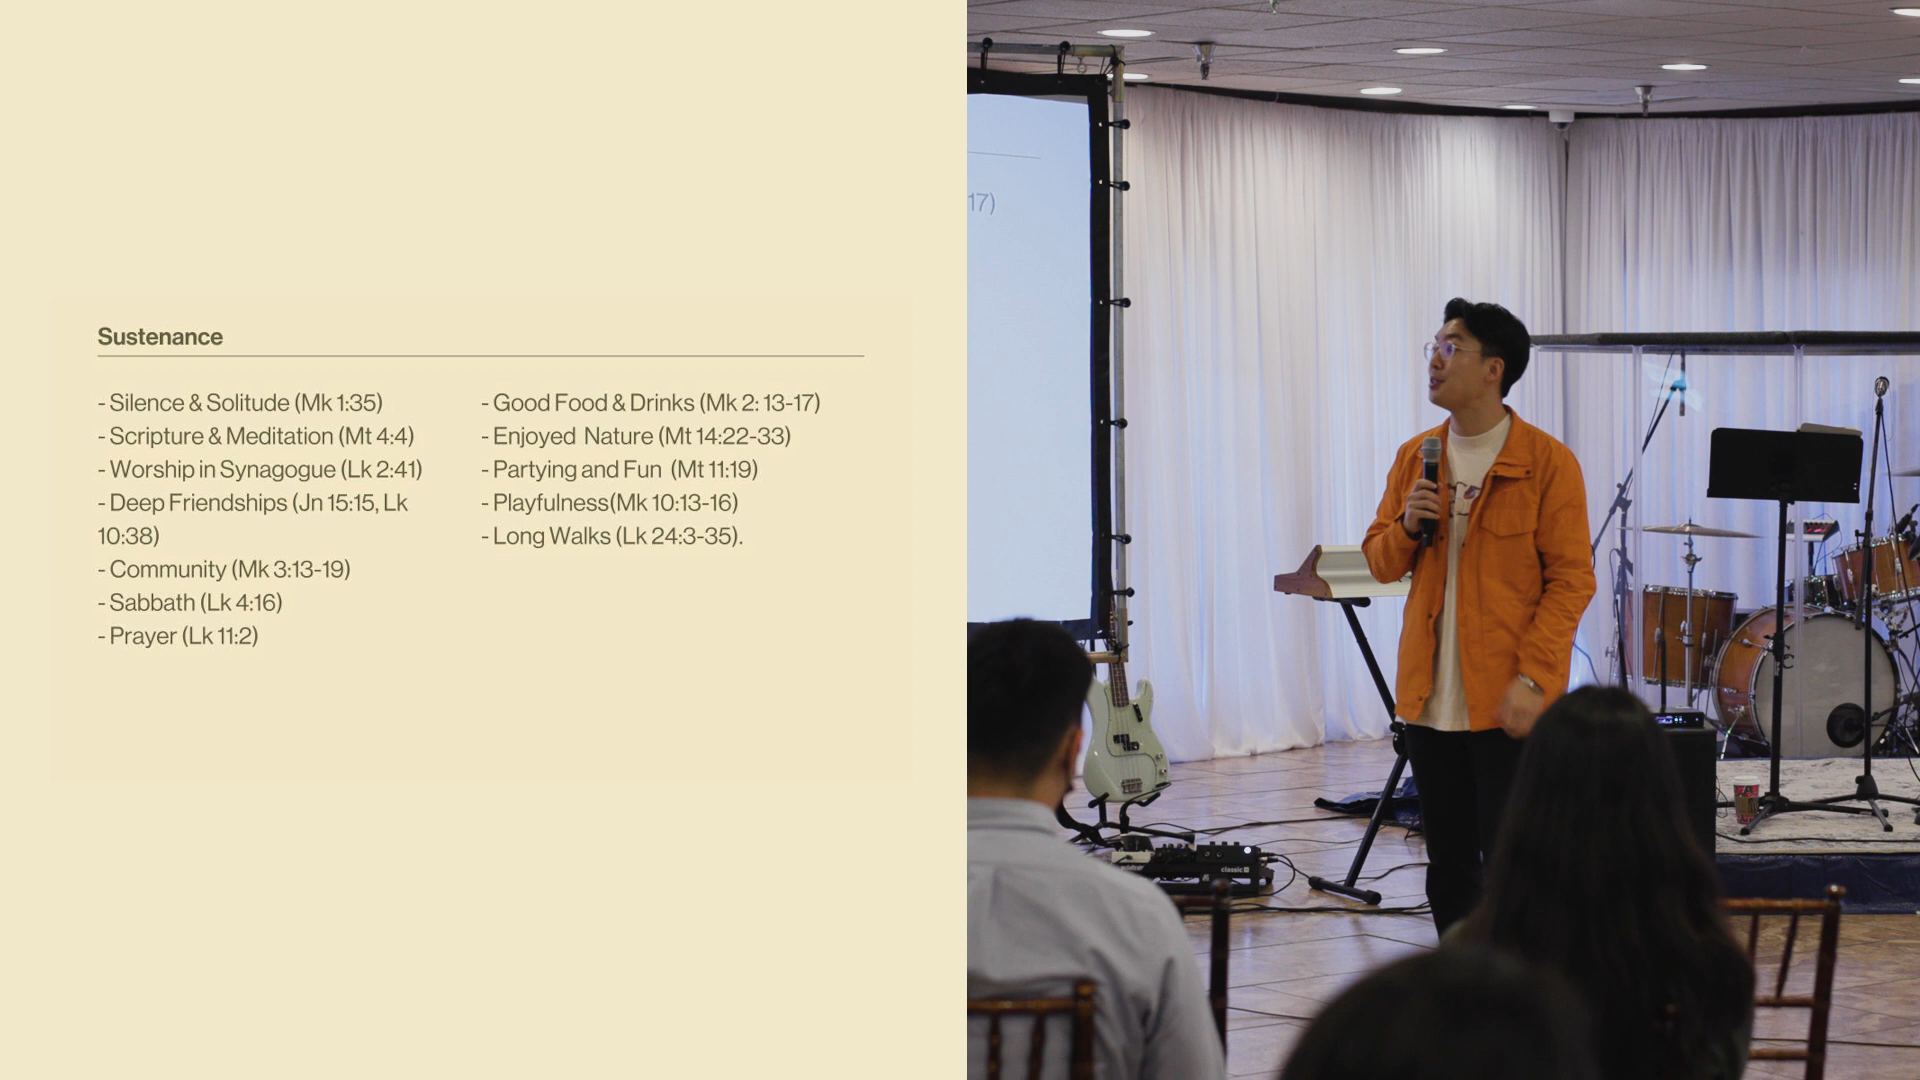 Sustenance
- Silence & Solitude (Mk 1:35)
- Scripture & Meditation (Mt 4:4)
- Worship in Synagogue (Lk 2:41)
- Deep Friendships (Jn 15:15, Lk
10:38)
- Community (Mk 3:13-19)
- Sabbath (Lk 4:16)
- Prayer (Lk 11:2)
- Good Food & Drinks (Mk 2: 13-17)
- Enjoyed  Nature (Mt 14:22-33)
- Partying and Fun  (Mt 11:19)
- Playfulness(Mk 10:13-16)
- Long Walks (Lk 24:3-35).
17)
classic